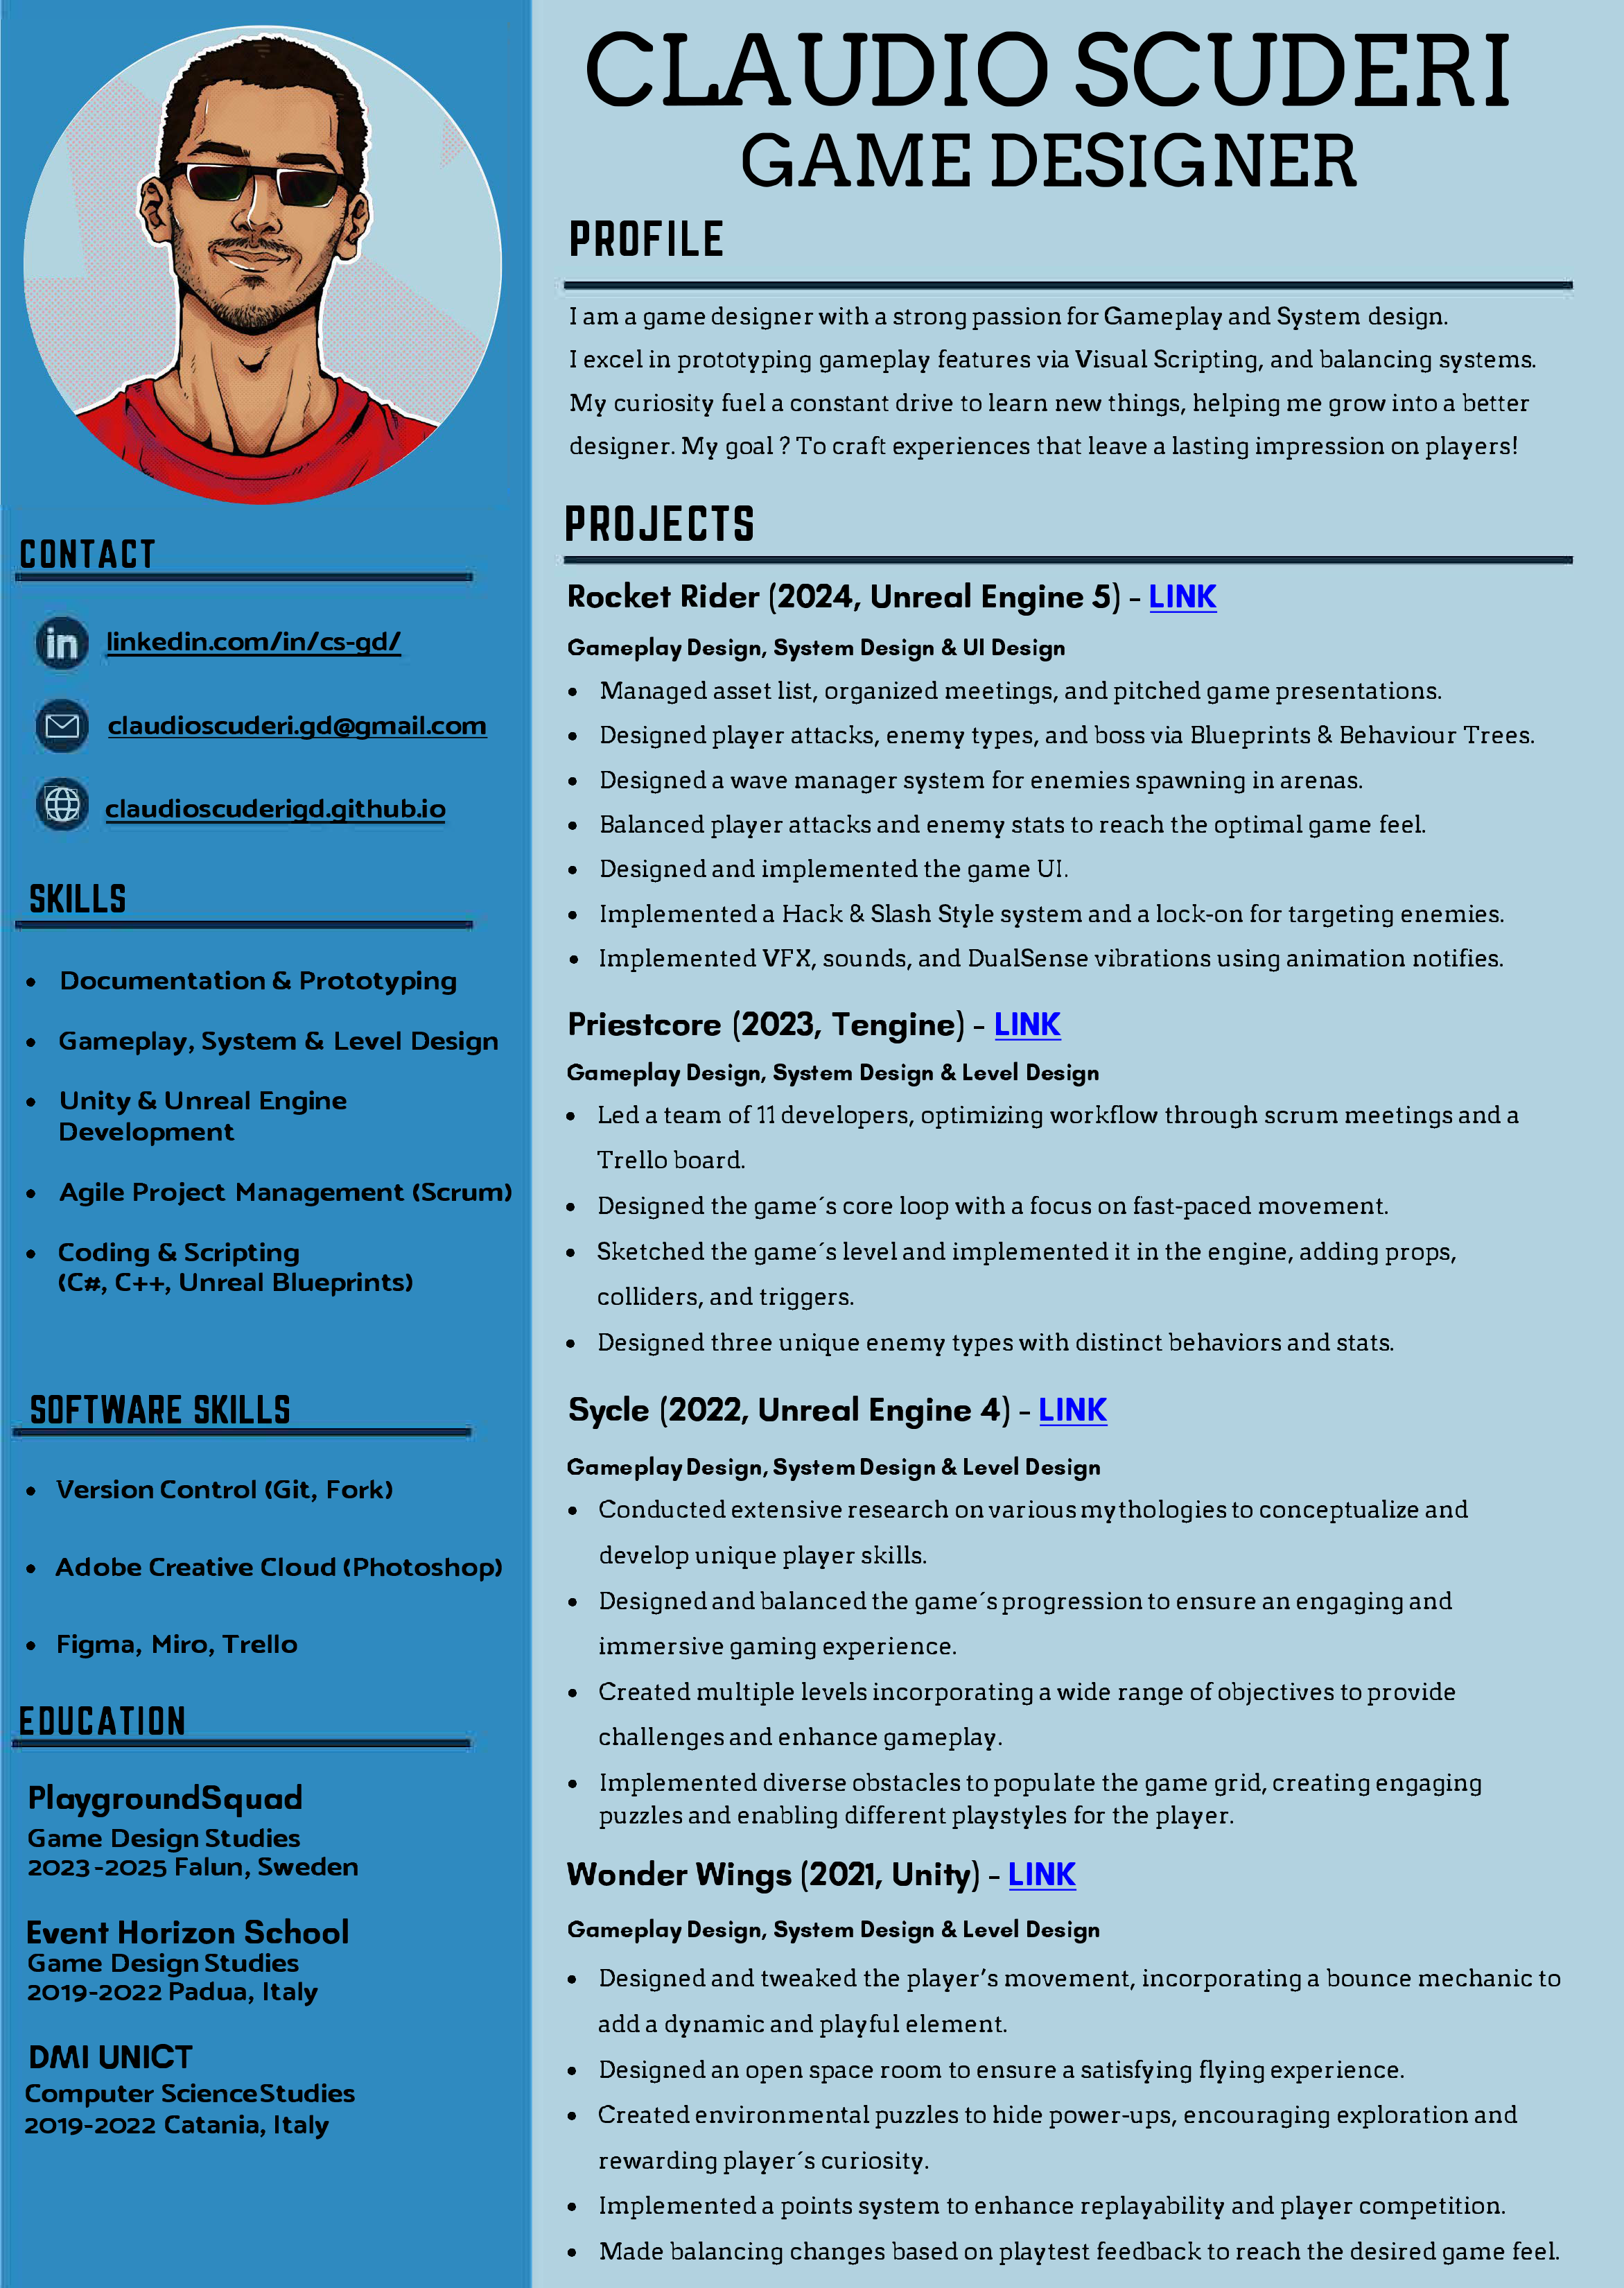 CLAUDIO SCUDERI
GAME DESIGNER
CONTACT
linkedin.com/in/cs-gd/
claudioscuderi.gd@gmail.com
claudioscuderigd.github.io
SKILLS
• Documentation & Prototyping
• Gameplay, System & Level Design
• Unity & Unreal Engine
Development
• Agile Project Management (Scrum)
• Coding & Scripting
(C#, C++, Unreal Blueprints)
SOFTWARE SKILLS
• Version Control (Git, Fork)
• Adobe Creative Cloud (Photoshop)
• Figma, Miro, Trello
EDUCATION
PlaygroundSquad
Game Design Studies
2023-2025 Falun, Sweden
Event Horizon School
Game Design Studies
2019-2022 Padua, Italy
DMI UNICT
Computer Science Studies
2019-2022 Catania, Italy
PROFILE
I am a game designer with a strong passion for Gameplay and System design.
I excel in prototyping gameplay features via Visual Scripting, and balancing systems.
My curiosity fuel a constant drive to learn new things, helping me grow into a better
designer. My goal ? To craft experiences that leave a lasting impression on players!
PROJECTS
Rocket Rider (2024, Unreal Engine 5) - LINK
Gameplay Design, System Design & UI Design
• Managed asset list, organized meetings, and pitched game presentations.
• Designed player attacks, enemy types, and boss via Blueprints & Behaviour Trees.
• Designed a wave manager system for enemies spawning in arenas.
• Balanced player attacks and enemy stats to reach the optimal game feel.
• Designed and implemented the game UI.
• Implemented a Hack & Slash Style system and a lock-on for targeting enemies.
• Implemented VFX, sounds, and DualSense vibrations using animation notifies.
Priestcore (2023, Tengine) - LINK
Gameplay Design, System Design & Level Design
• Led a team of 11 developers, optimizing workflow through scrum meetings and a
Trello board.
• Designed the game´s core loop with a focus on fast-paced movement.
• Sketched the game´s level and implemented it in the engine, adding props,
colliders, and triggers.
• Designed three unique enemy types with distinct behaviors and stats.
Sycle (2022, Unreal Engine 4) - LINK
Gameplay Design, System Design & Level Design
• Conducted extensive research on various mythologies to conceptualize and
develop unique player skills.
• Designed and balanced the game´s progression to ensure an engaging and
immersive gaming experience.
• Created multiple levels incorporating a wide range of objectives to provide
challenges and enhance gameplay.
• Implemented diverse obstacles to populate the game grid, creating engaging
puzzles and enabling different playstyles for the player.
Wonder Wings (2021, Unity) - LINK
Gameplay Design, System Design & Level Design
• Designed and tweaked the player’s movement, incorporating a bounce mechanic to
add a dynamic and playful element.
• Designed an open space room to ensure a satisfying flying experience.
• Created environmental puzzles to hide power-ups, encouraging exploration and
rewarding player´s curiosity.
• Implemented a points system to enhance replayability and player competition.
• Made balancing changes based on playtest feedback to reach the desired game feel.